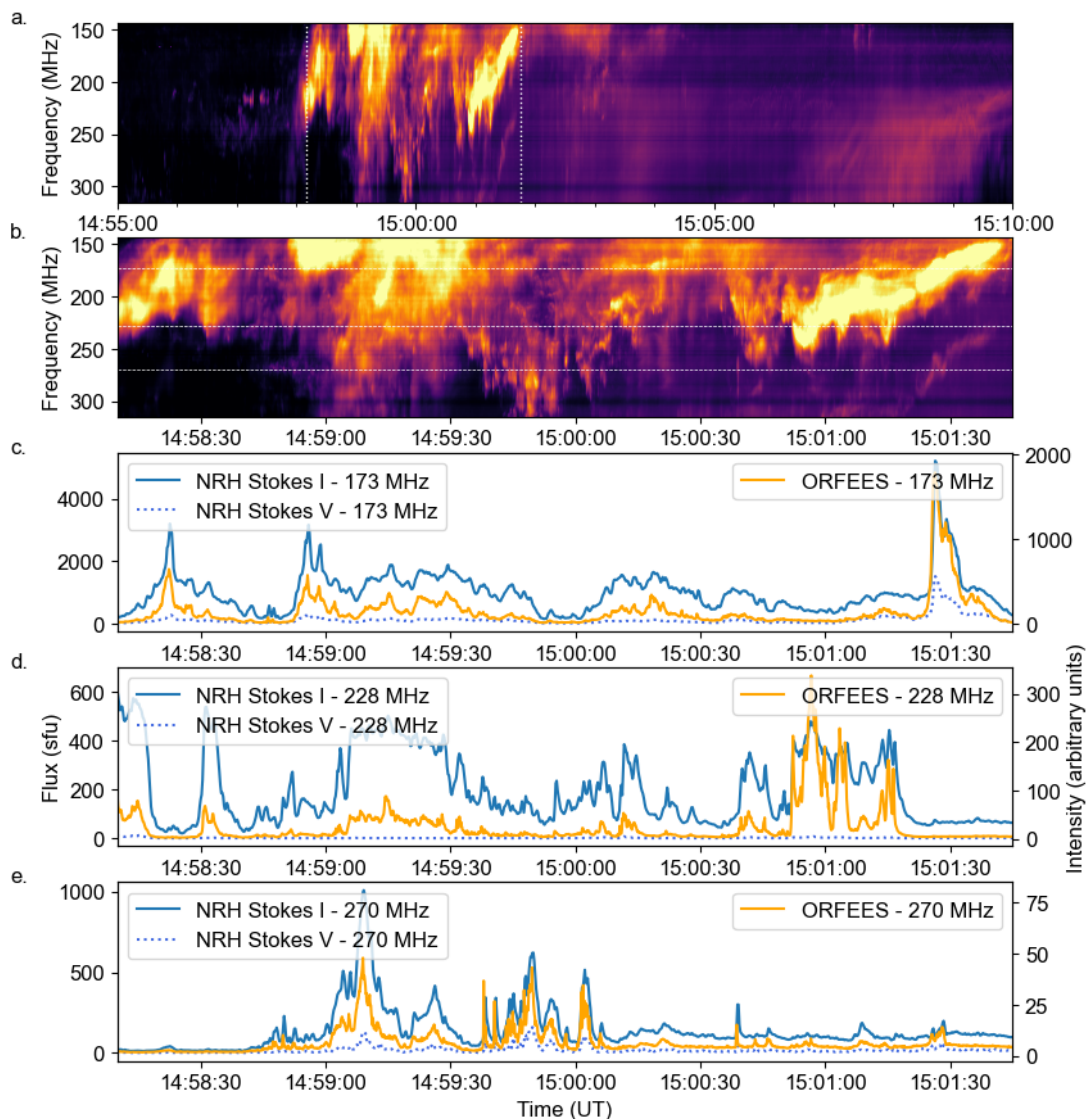 a.
150
200
250
300
Frequency (MHz)
14:55:00 15:00:00 15:05:00 15:10:00
b.
150
200
250
300
Frequency (MHz)
14:58:30 14:59:00 14:59:30 15:00:00 15:00:30 15:01:00 15:01:30
c.
NRH Stokes I - 173 MHz
NRH Stokes V - 173 MHz
ORFEES - 173 MHz
4000
2000
0
2000
1000
0
14:58:30 14:59:00 14:59:30 15:00:00 15:00:30 15:01:00 15:01:30
d.
NRH Stokes I - 228 MHz
NRH Stokes V - 228 MHz
ORFEES - 228 MHz
600
400
200
0
Flux (sfu)
300
200
100
0
Intensity (arbitrary units)
14:58:30 14:59:00 14:59:30 15:00:00 15:00:30 15:01:00 15:01:30
e.
NRH Stokes I - 270 MHz
NRH Stokes V - 270 MHz
ORFEES - 270 MHz
1000
500
0
75
50
25
0
14:58:30 14:59:00 14:59:30 15:00:00 15:00:30 15:01:00 15:01:30
Time (UT)